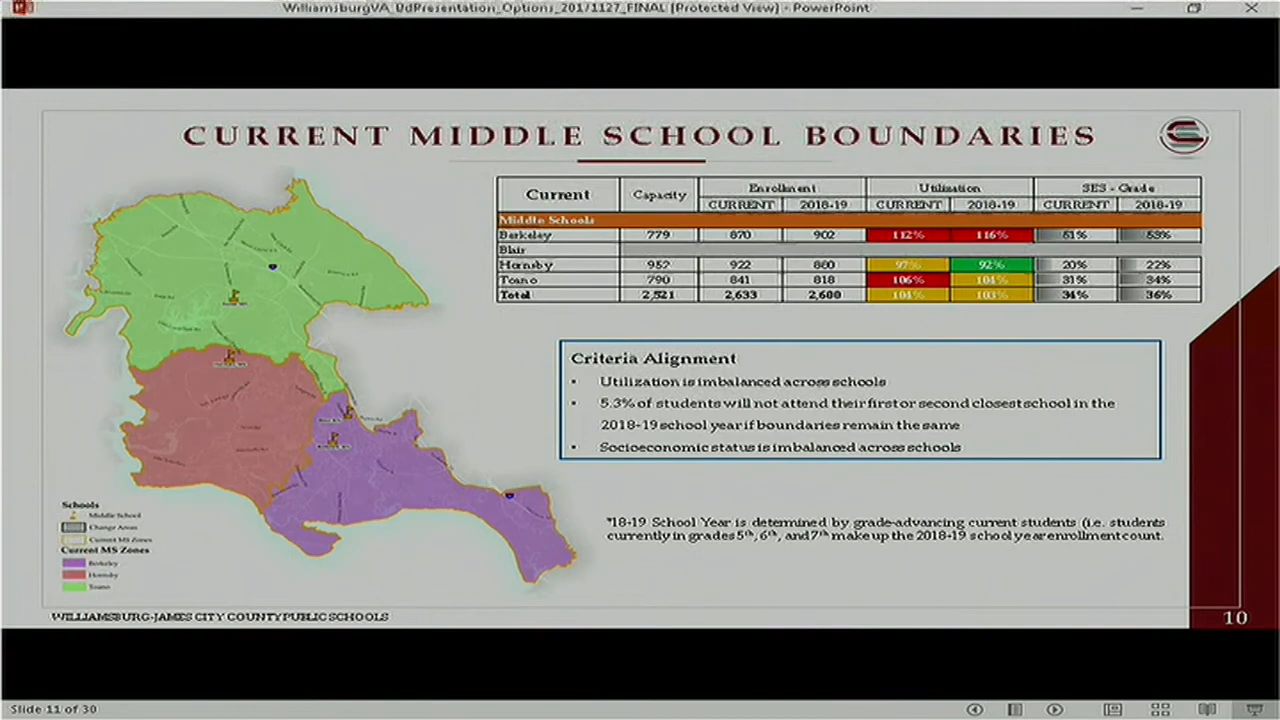 WilliamsburgVA_BdPresentation_Options_20171127_FINAL [Protected View] - PowerPoint
CURRENT MIDDLE SCHOOL BOUNDARIES
Current Capacity Enrollment Utilization SES - Grade
CURRENT 2018-19 CURRENT 2018-19 CURRENT 2018-19
Middle Schools
Berkeley 779 870 902 112% 116% 51% 53%
Blair
Hornsby 952 922 880 97% 92% 20% 22%
Toano 790 841 818 106% 104% 31% 34%
Total 2,521 2,633 2,600 104% 103% 34% 36%
Criteria Alignment
▪ Utilization is imbalanced across schools
▪ 5.3% of students will not attend their first or second closest school in the
2018-19 school year if boundaries remain the same
▪ Socioeconomic status is imbalanced across schools
*18-19 School Year is determined by grade-advancing current students (i.e. students
currently in grades 5th, 6th, and 7th make up the 2018-19 school year enrollment count.
Schools
Middle School
Change Areas
Current MS Zones
Current MS Zones
Berkeley
Hornsby
Toano
WILLIAMSBURG-JAMES CITY COUNTY PUBLIC SCHOOLS
10
Slide 11 of 30